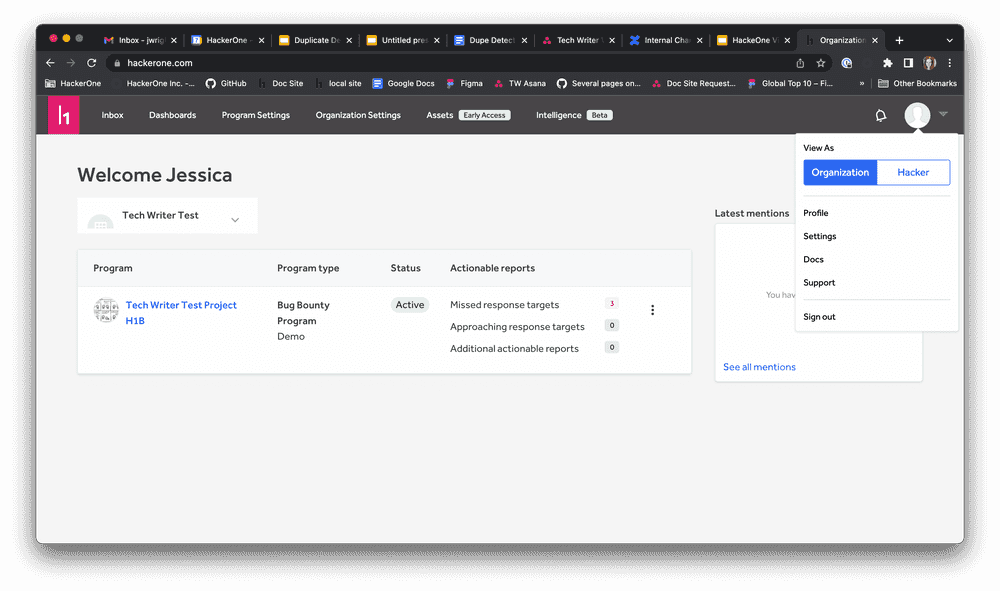 Inbox - jwrig
HackerOne -
Duplicate De
Untitled pres
Dupe Detect
Tech Writer
Internal Cha
HackeOne V
Organization
hackerone.com
HackerOne
HackerOne Inc. -...
GitHub
Doc Site
local site
Google Docs
Figma
TW Asana
Several pages on...
Doc Site Request...
Global Top 10 – Fi...
»
Other Bookmarks
h1
Inbox
Dashboards
Program Settings
Organization Settings
Assets
Early Access
Intelligence
Beta
View As
Organization
Hacker
Profile
Settings
Docs
Support
Sign out
Welcome Jessica
Tech Writer Test
Program
Program type
Status
Actionable reports
Tech Writer Test Project
H1B
Bug Bounty
Program
Demo
Active
Missed response targets 3
Approaching response targets 0
Additional actionable reports 0
Latest mentions
You hav
See all mentions